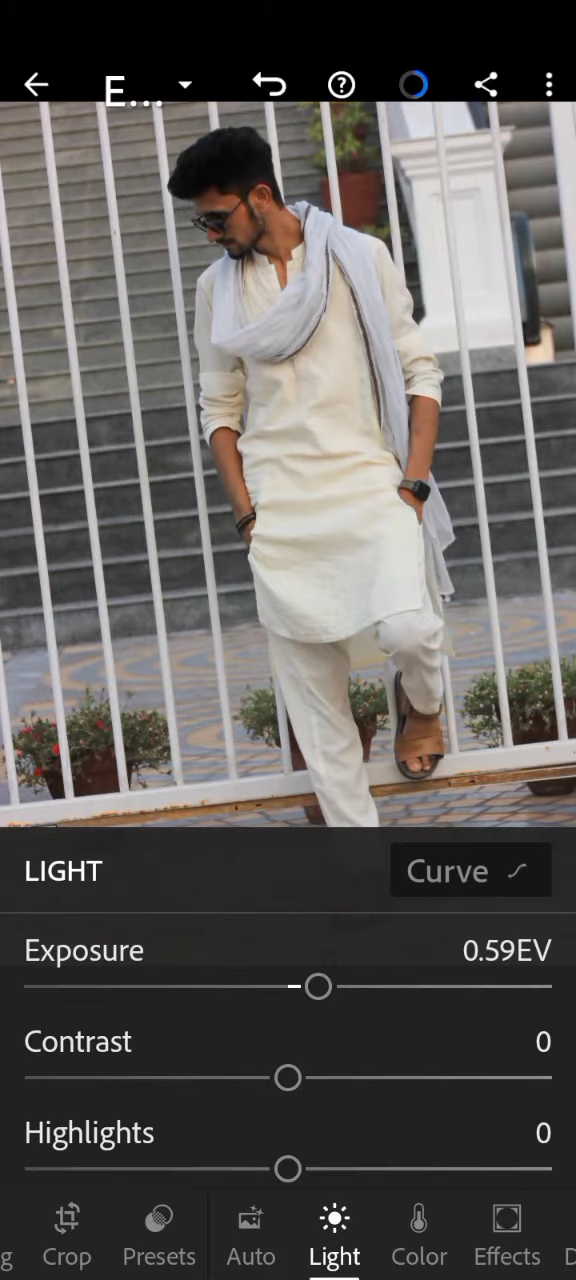 E...
LIGHT
Curve
Exposure 0.59EV
Contrast 0
Highlights 0
g Crop Presets Auto Light Color Effects D